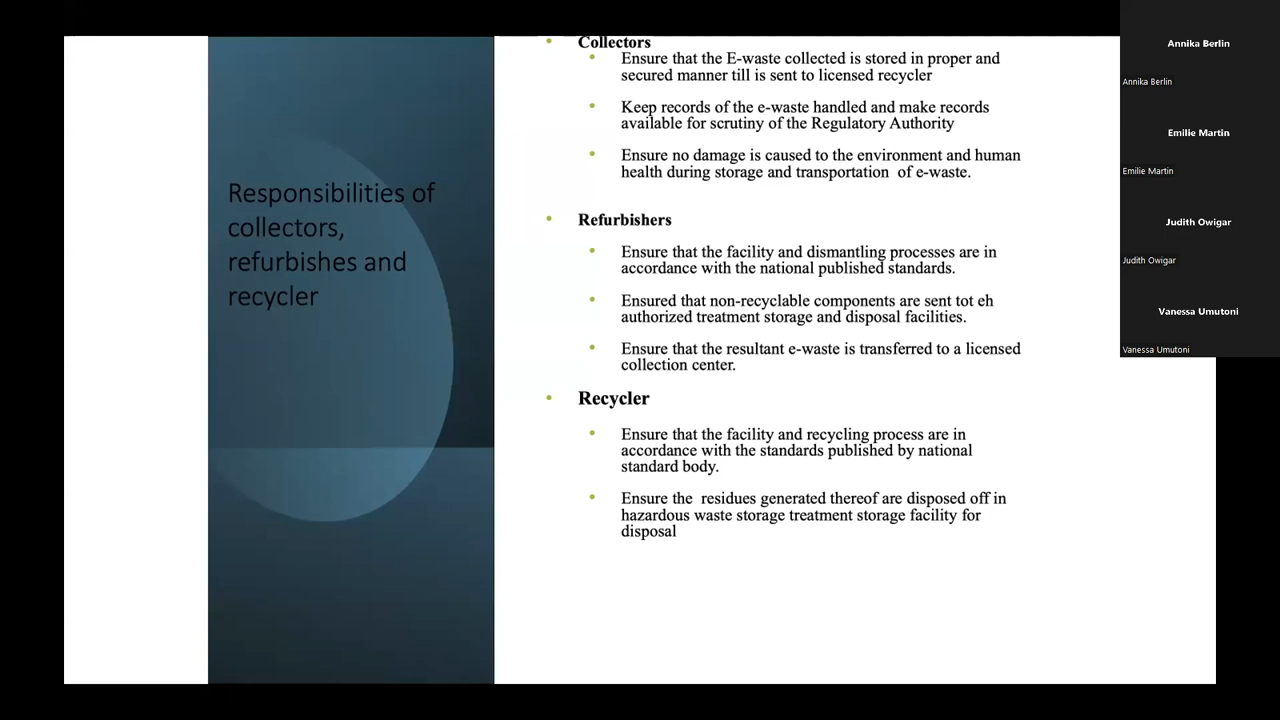 Responsibilities of
collectors,
refurbishes and
recycler
• Collectors
• Ensure that the E-waste collected is stored in proper and
secured manner till is sent to licensed recycler
• Keep records of the e-waste handled and make records
available for scrutiny of the Regulatory Authority
• Ensure no damage is caused to the environment and human
health during storage and transportation  of e-waste.
• Refurbishers
• Ensure that the facility and dismantling processes are in
accordance with the national published standards.
• Ensured that non-recyclable components are sent tot eh
authorized treatment storage and disposal facilities.
• Ensure that the resultant e-waste is transferred to a licensed
collection center.
• Recycler
• Ensure that the facility and recycling process are in
accordance with the standards published by national
standard body.
• Ensure the  residues generated thereof are disposed off in
hazardous waste storage treatment storage facility for
disposal
Annika Berlin
Annika Berlin
Emilie Martin
Emilie Martin
Judith Owigar
Judith Owigar
Vanessa Umutoni
Vanessa Umutoni